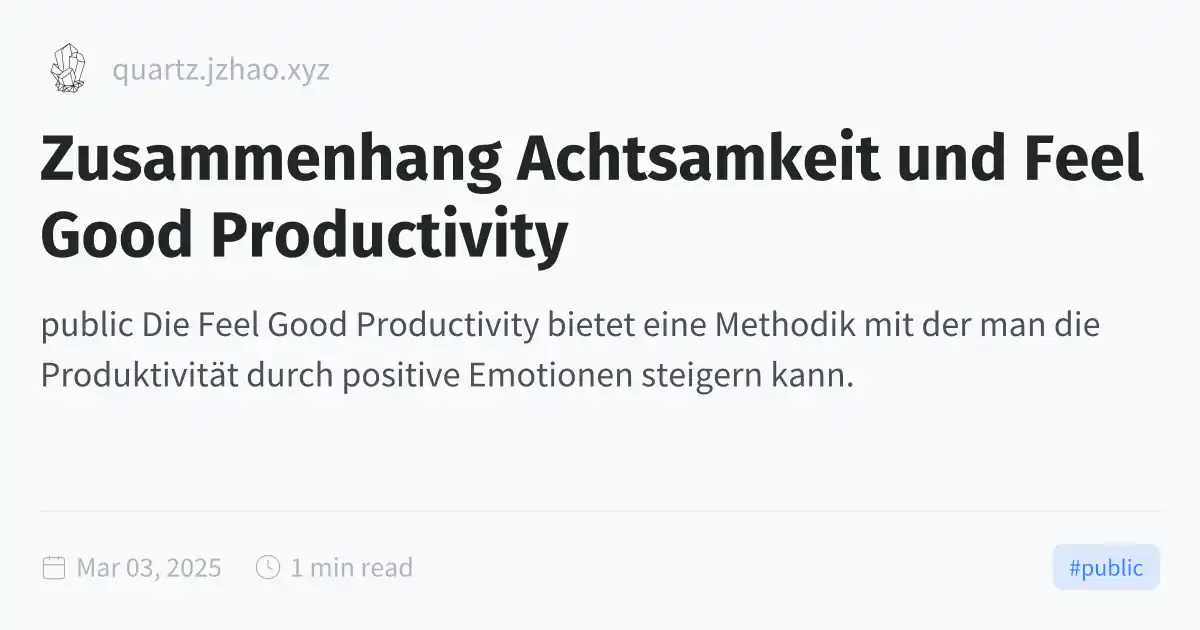 quartz.jzhao.xyz
Zusammenhang Achtsamkeit und Feel
Good Productivity
public Die Feel Good Productivity bietet eine Methodik mit der man die
Produktivität durch positive Emotionen steigern kann.
Mar 03, 2025 1 min read #public